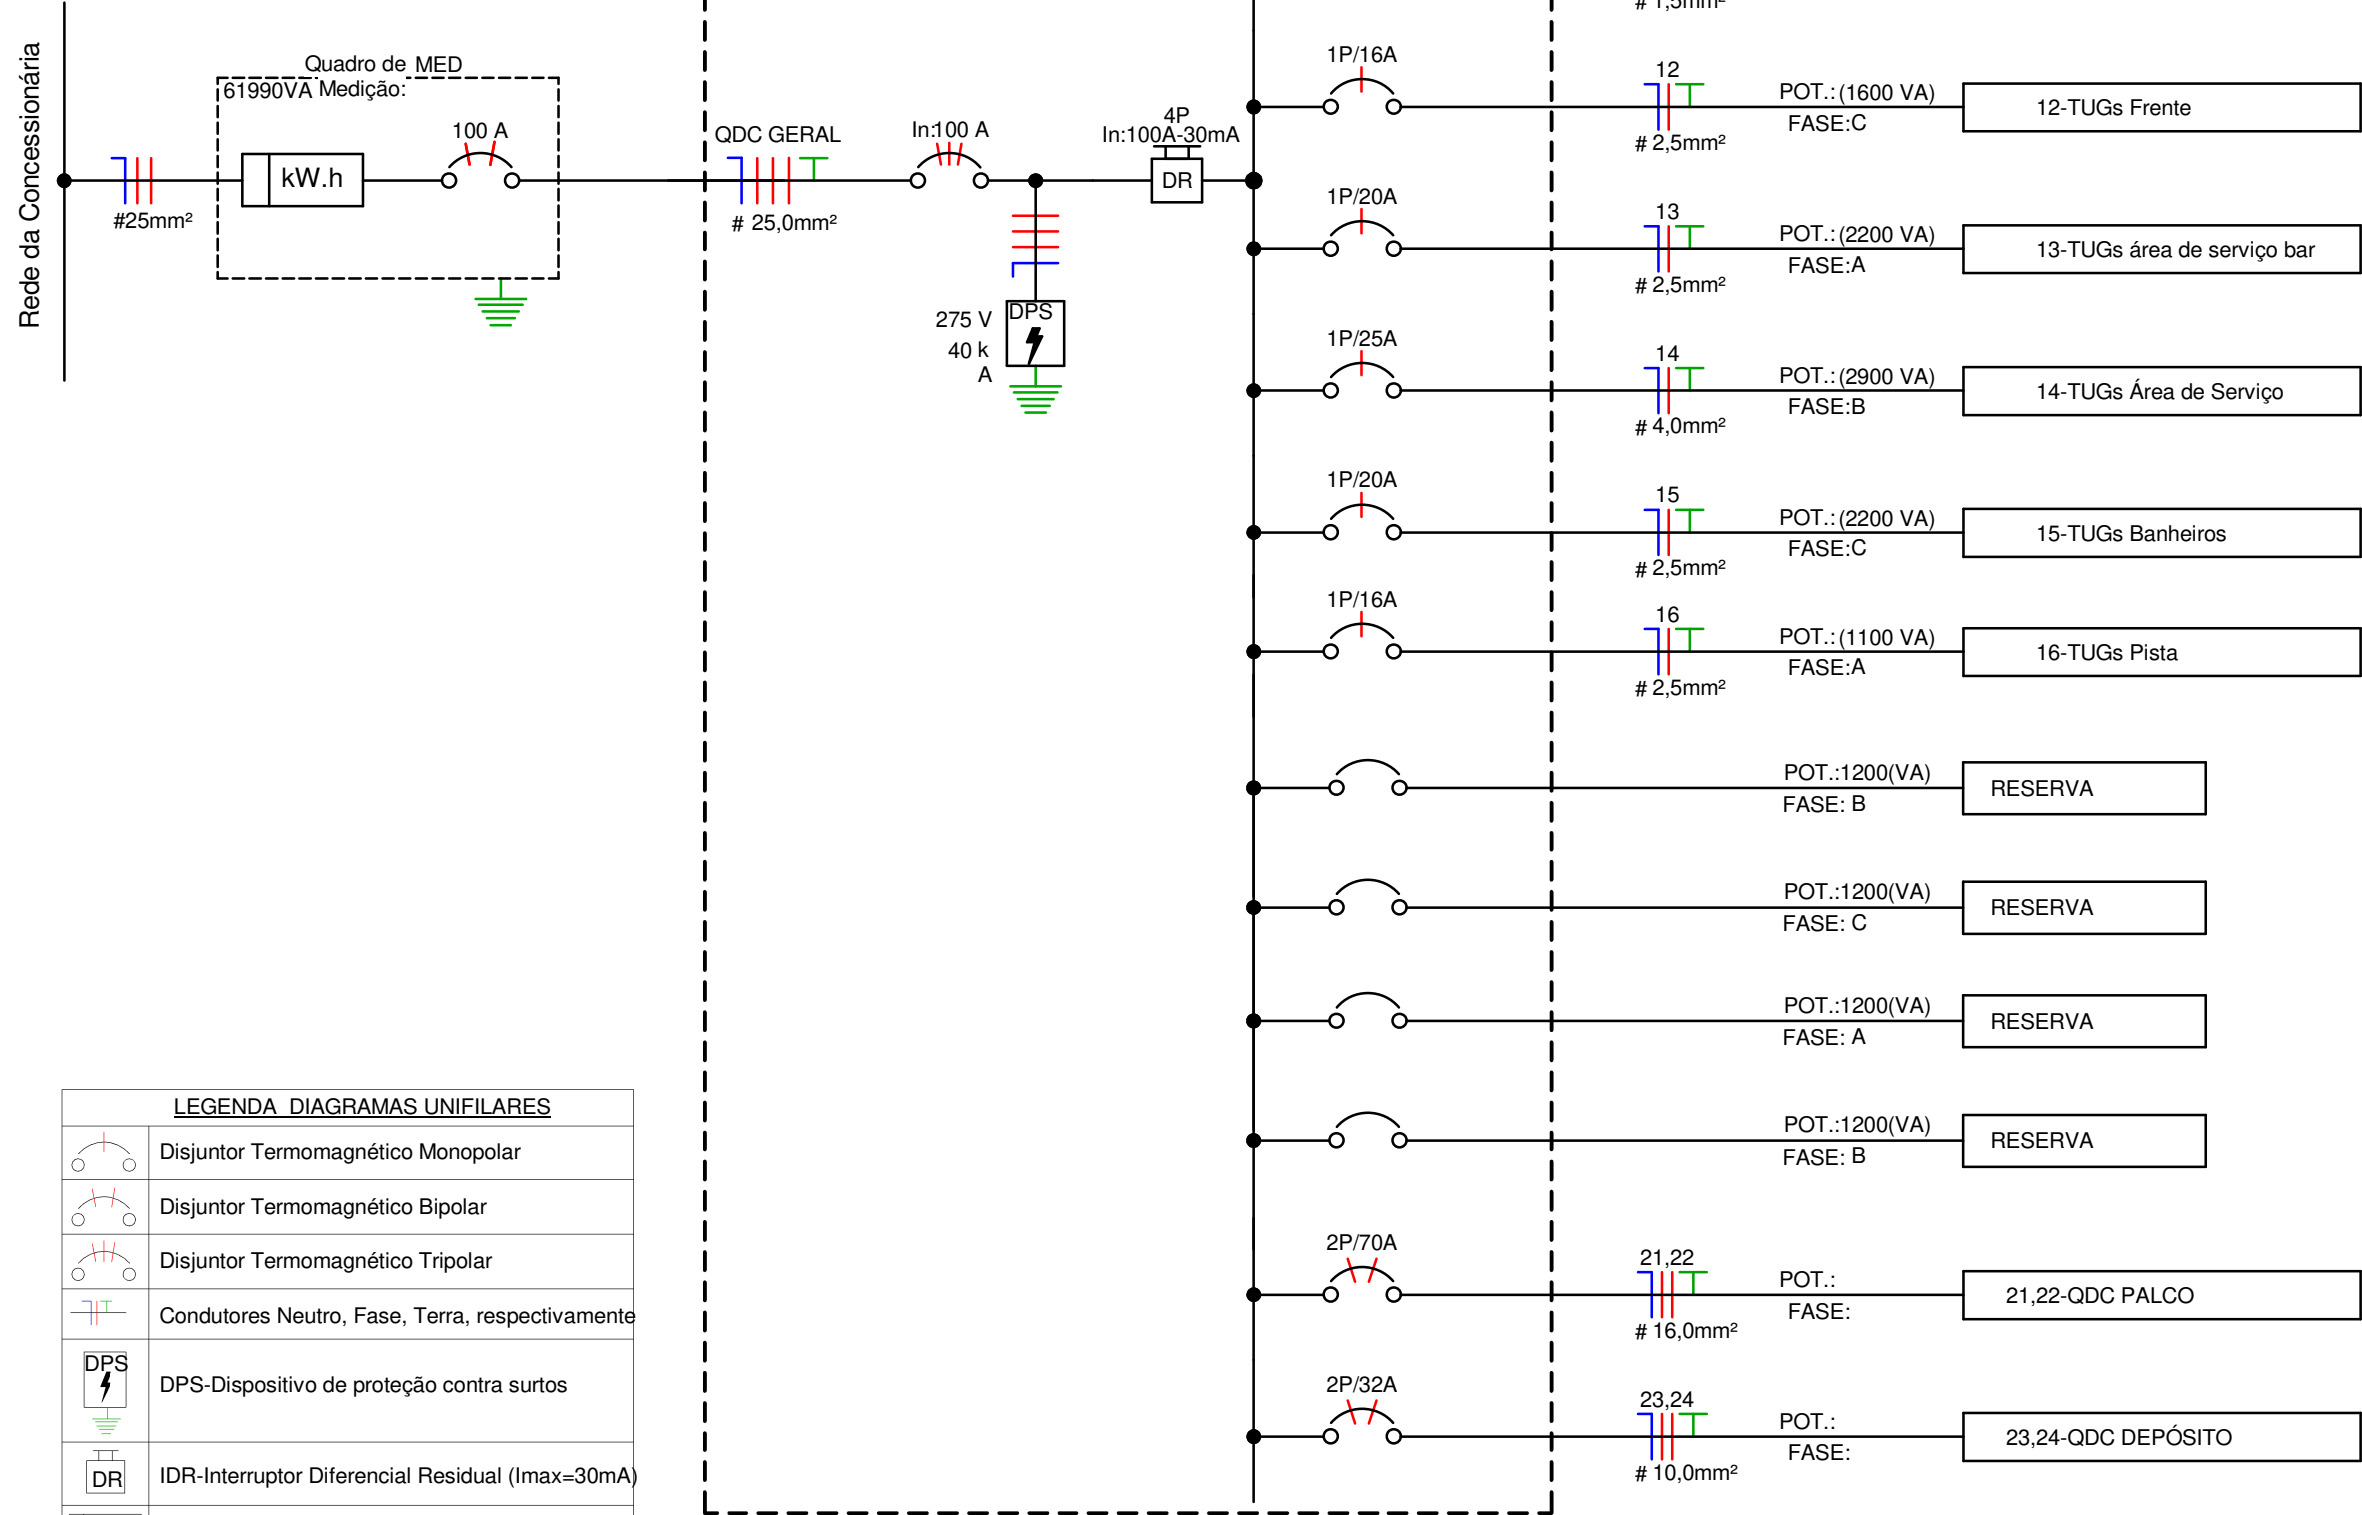 Rede da Concessionária
Quadro de MED
61990VA Medição:
100 A
kW.h
#25mm²
QDC GERAL
# 25,0mm²
In:100 A
4P
In:100A-30mA
DR
275 V
40 k
A
DPS
# 1,5mm²
1P/16A
12
POT.:(1600 VA)
FASE:C
# 2,5mm²
12-TUGs Frente
1P/20A
13
POT.:(2200 VA)
FASE:A
# 2,5mm²
13-TUGs área de serviço bar
1P/25A
14
POT.:(2900 VA)
FASE:B
# 4,0mm²
14-TUGs Área de Serviço
1P/20A
15
POT.:(2200 VA)
FASE:C
# 2,5mm²
15-TUGs Banheiros
1P/16A
16
POT.:(1100 VA)
FASE:A
# 2,5mm²
16-TUGs Pista
POT.:1200(VA)
FASE: B
RESERVA
POT.:1200(VA)
FASE: C
RESERVA
POT.:1200(VA)
FASE: A
RESERVA
POT.:1200(VA)
FASE: B
RESERVA
2P/70A
21,22
POT.:
FASE:
# 16,0mm²
21,22-QDC PALCO
2P/32A
23,24
POT.:
FASE:
# 10,0mm²
23,24-QDC DEPÓSITO
LEGENDA DIAGRAMAS UNIFILARES
Disjuntor Termomagnético Monopolar
Disjuntor Termomagnético Bipolar
Disjuntor Termomagnético Tripolar
Condutores Neutro, Fase, Terra, respectivamente
DPS
DPS-Dispositivo de proteção contra surtos
DR
IDR-Interruptor Diferencial Residual (Imax=30mA)